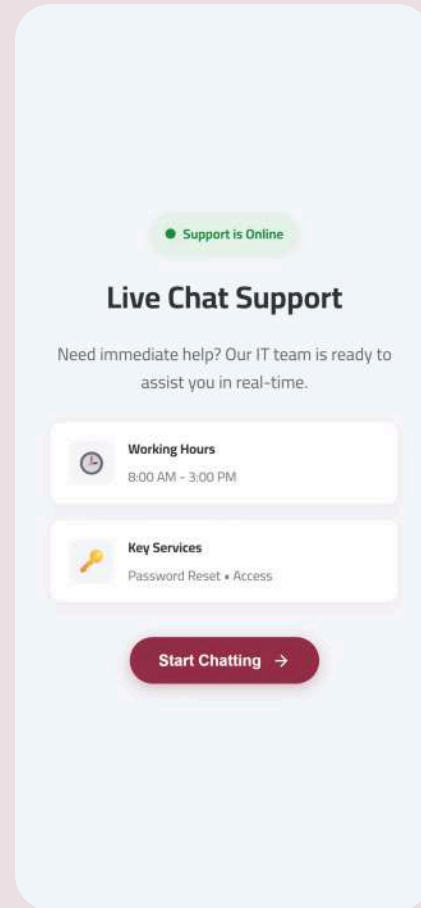 Support is Online
Live Chat Support
Need immediate help? Our IT team is ready to
assist you in real-time.
Working Hours
8:00 AM - 3:00 PM
Key Services
Password Reset • Access
Start Chatting →